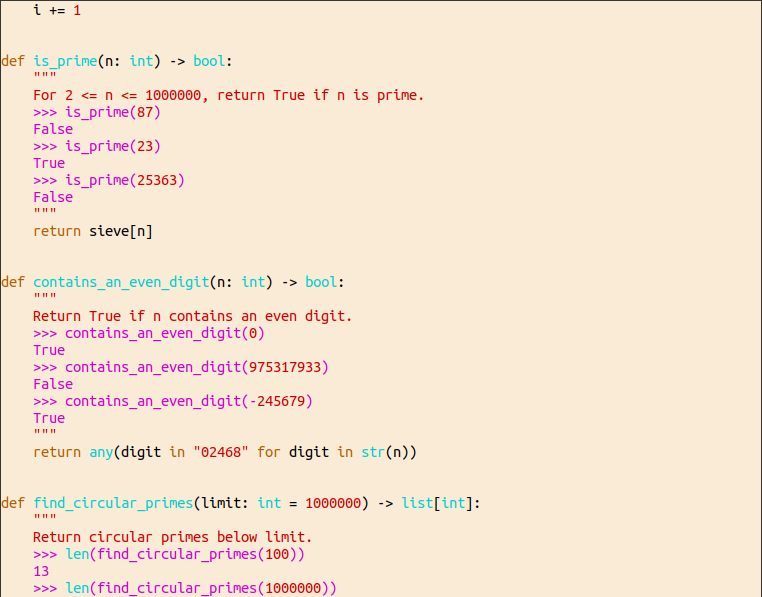 i += 1


def is_prime(n: int) -> bool:
    """
    For 2 <= n <= 1000000, return True if n is prime.
    >>> is_prime(87)
    False
    >>> is_prime(23)
    True
    >>> is_prime(25363)
    False
    """
    return sieve[n]


def contains_an_even_digit(n: int) -> bool:
    """
    Return True if n contains an even digit.
    >>> contains_an_even_digit(0)
    True
    >>> contains_an_even_digit(975317933)
    False
    >>> contains_an_even_digit(-245679)
    True
    """
    return any(digit in "02468" for digit in str(n))


def find_circular_primes(limit: int = 1000000) -> list[int]:
    """
    Return circular primes below limit.
    >>> len(find_circular_primes(100))
    13
    >>> len(find_circular_primes(1000000))